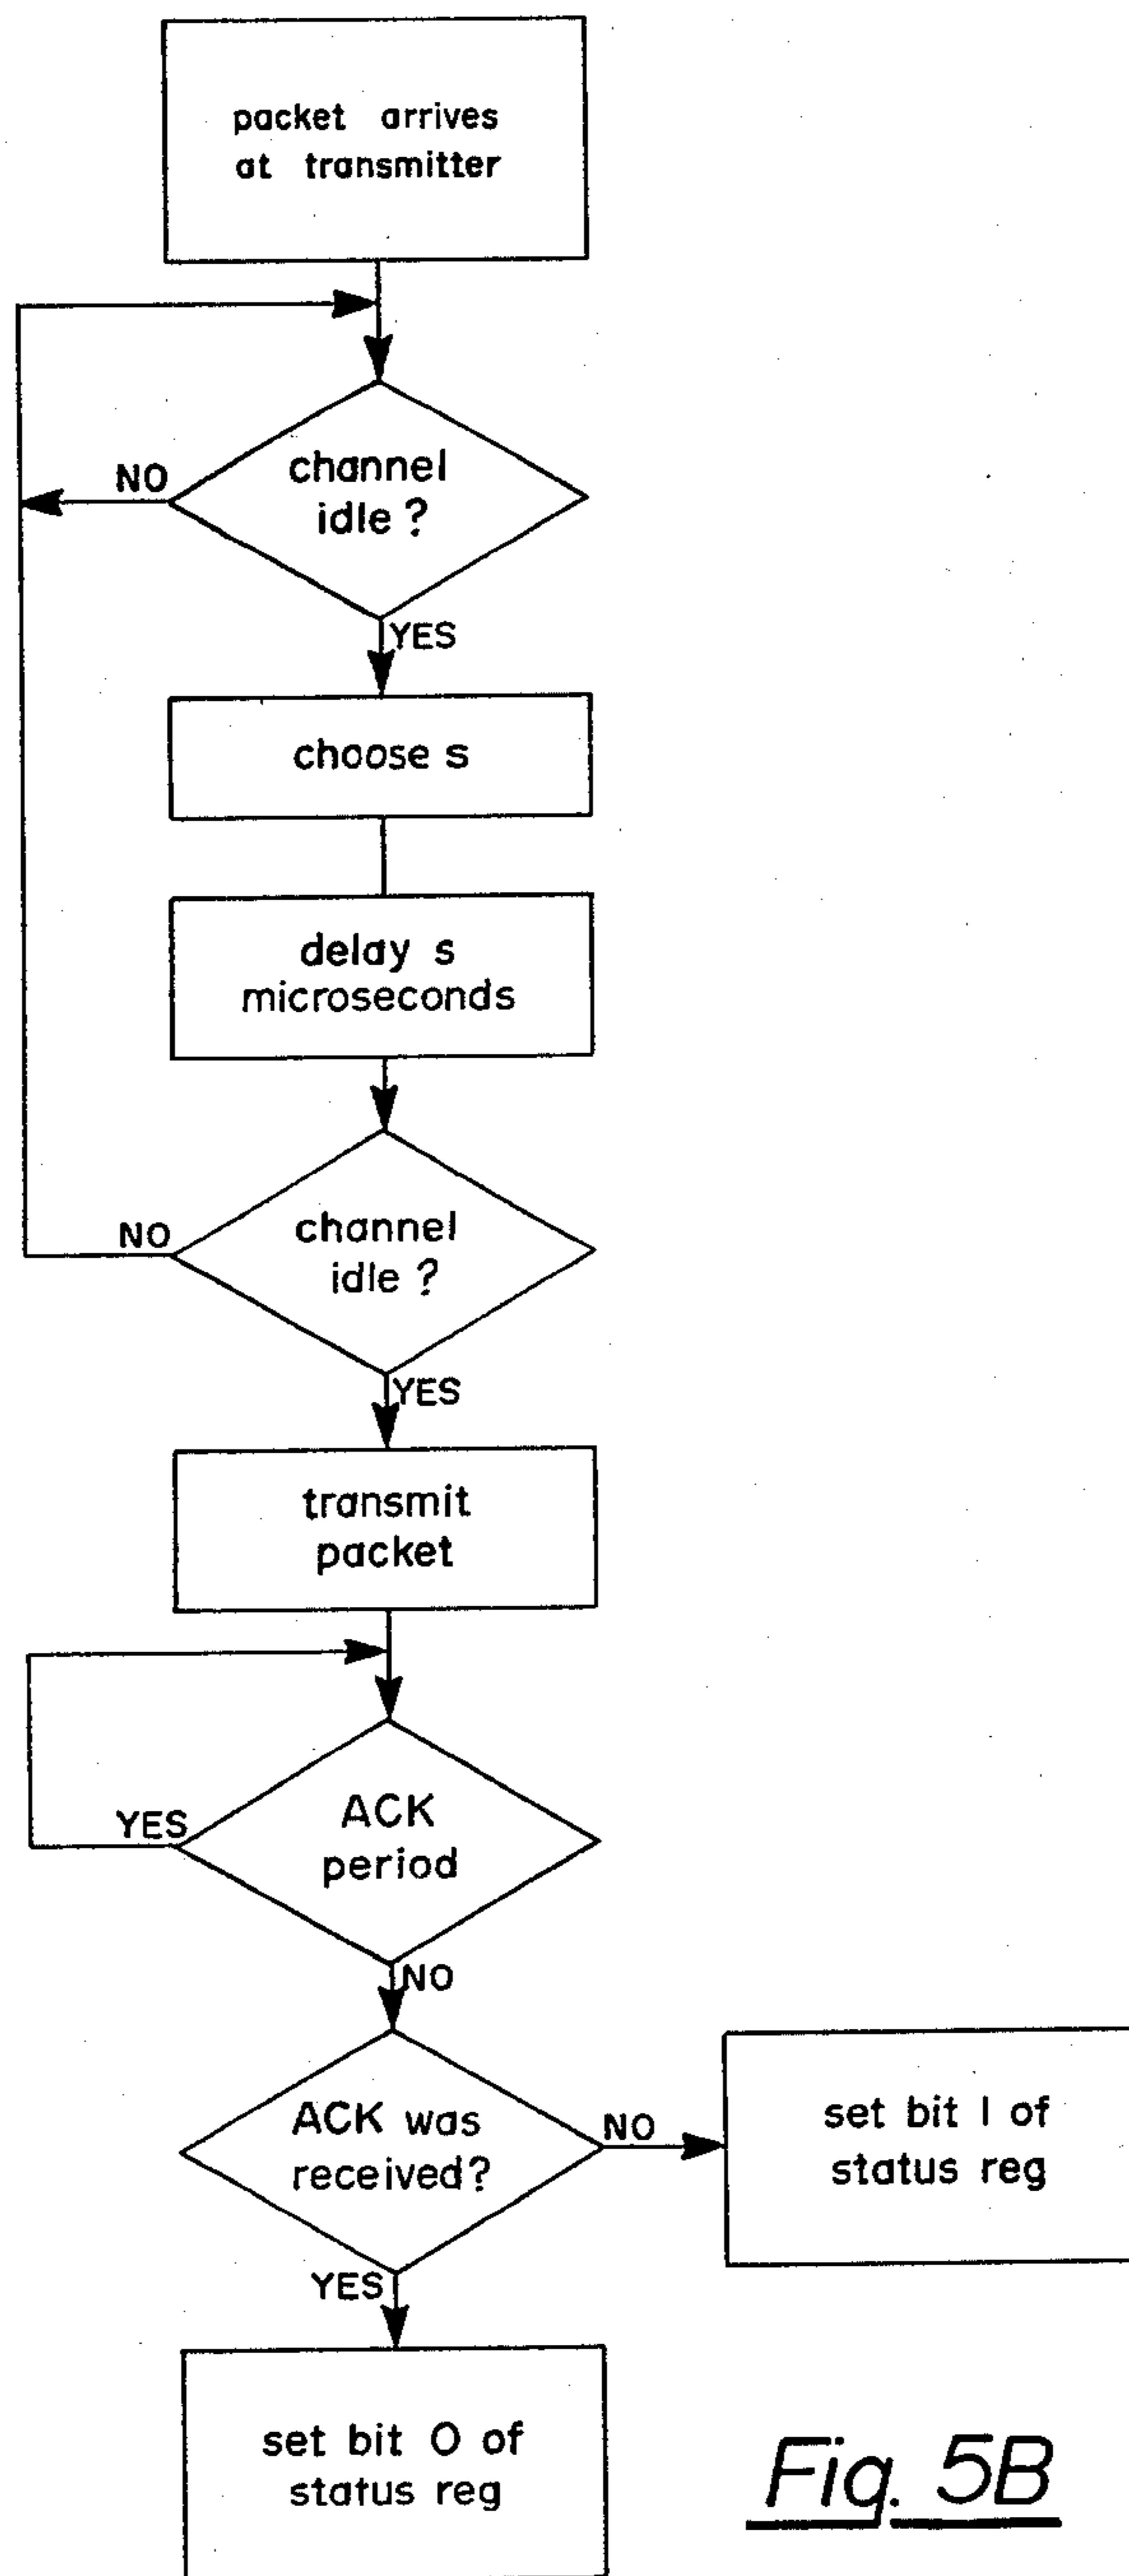 packet arrives
at transmitter
channel
idle ?
NO
YES
choose s
delay s
microseconds
channel
idle ?
NO
YES
transmit
packet
ACK
period
YES
NO
ACK was
received?
NO
set bit 1 of
status reg
YES
set bit 0 of
status reg
Fig. 5B